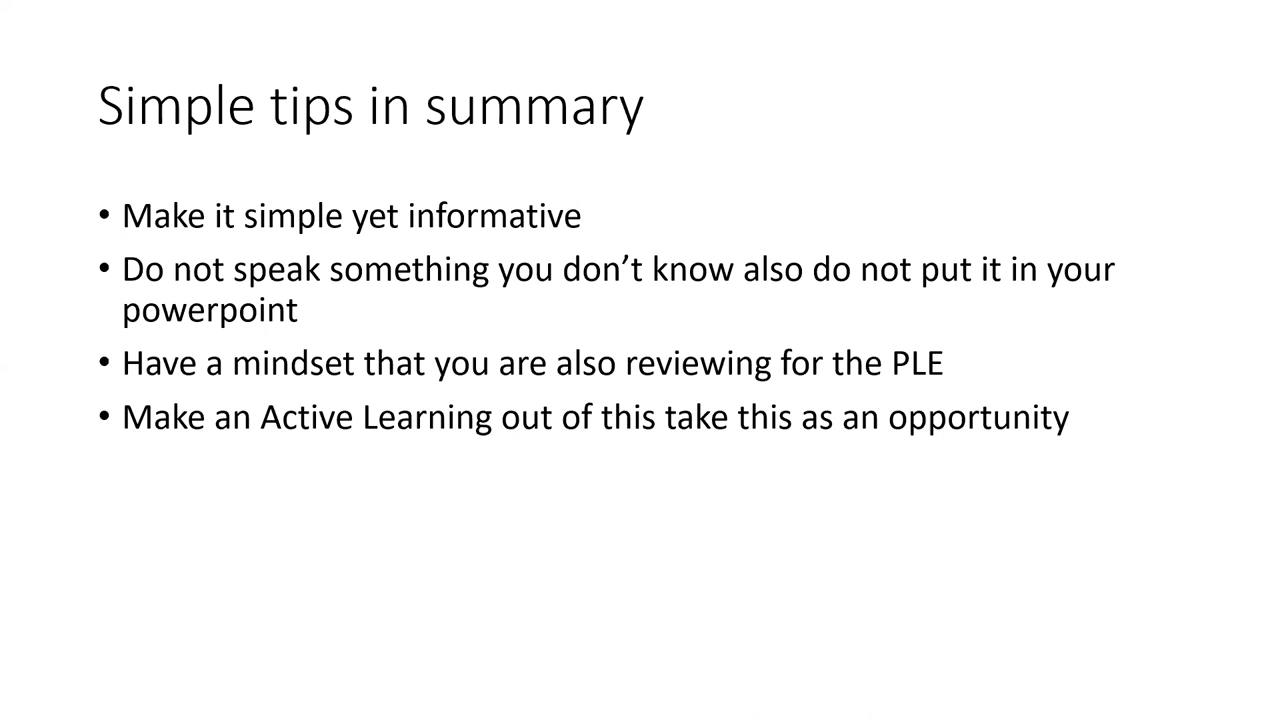 Simple tips in summary
• Make it simple yet informative
• Do not speak something you don’t know also do not put it in your
powerpoint
• Have a mindset that you are also reviewing for the PLE
• Make an Active Learning out of this take this as an opportunity